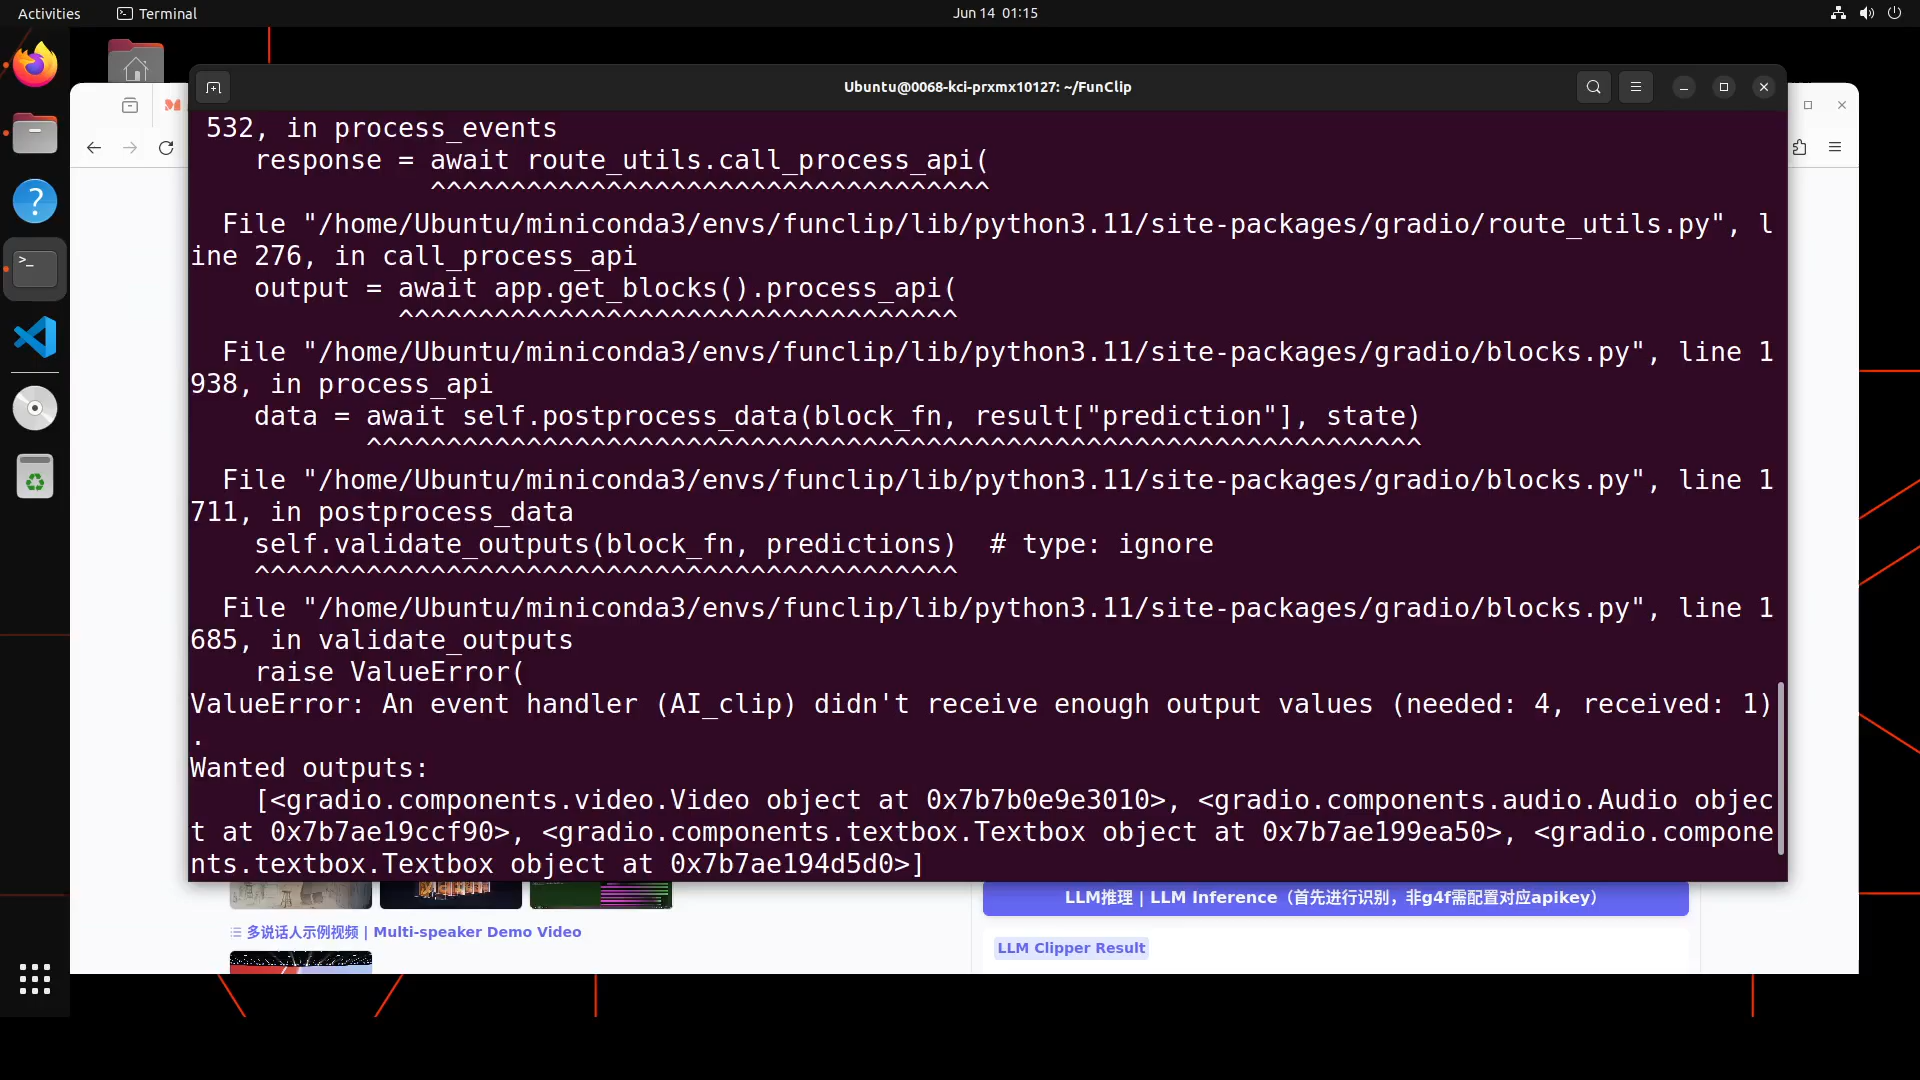 Activities
Terminal
Jun 14 01:15
Ubuntu@0068-kci-prxmx10127: ~/FunClip
532, in process_events
response = await route_utils.call_process_api(
^^^^^^^^^^^^^^^^^^^^^^^^^^^^^^^^^^^
File "/home/Ubuntu/miniconda3/envs/funclip/lib/python3.11/site-packages/gradio/route_utils.py", l
ine 276, in call_process_api
output = await app.get_blocks().process_api(
^^^^^^^^^^^^^^^^^^^^^^^^^^^^^^^^^^^
File "/home/Ubuntu/miniconda3/envs/funclip/lib/python3.11/site-packages/gradio/blocks.py", line 1
938, in process_api
data = await self.postprocess_data(block_fn, result["prediction"], state)
^^^^^^^^^^^^^^^^^^^^^^^^^^^^^^^^^^^^^^^^^^^^^^^^^^^^^^^^^^^^^^^^^^
File "/home/Ubuntu/miniconda3/envs/funclip/lib/python3.11/site-packages/gradio/blocks.py", line 1
711, in postprocess_data
self.validate_outputs(block_fn, predictions)  # type: ignore
^^^^^^^^^^^^^^^^^^^^^^^^^^^^^^^^^^^^^^^^^^^^
File "/home/Ubuntu/miniconda3/envs/funclip/lib/python3.11/site-packages/gradio/blocks.py", line 1
685, in validate_outputs
raise ValueError(
ValueError: An event handler (AI_clip) didn't receive enough output values (needed: 4, received: 1)
.
Wanted outputs:
[<gradio.components.video.Video object at 0x7b7b0e9e3010>, <gradio.components.audio.Audio objec
t at 0x7b7ae19ccf90>, <gradio.components.textbox.Textbox object at 0x7b7ae199ea50>, <gradio.compone
nts.textbox.Textbox object at 0x7b7ae194d5d0>]
LLM推理 | LLM Inference（首先进行识别，非g4f需配置对应apikey）
多说话人示例视频 | Multi-speaker Demo Video
LLM Clipper Result